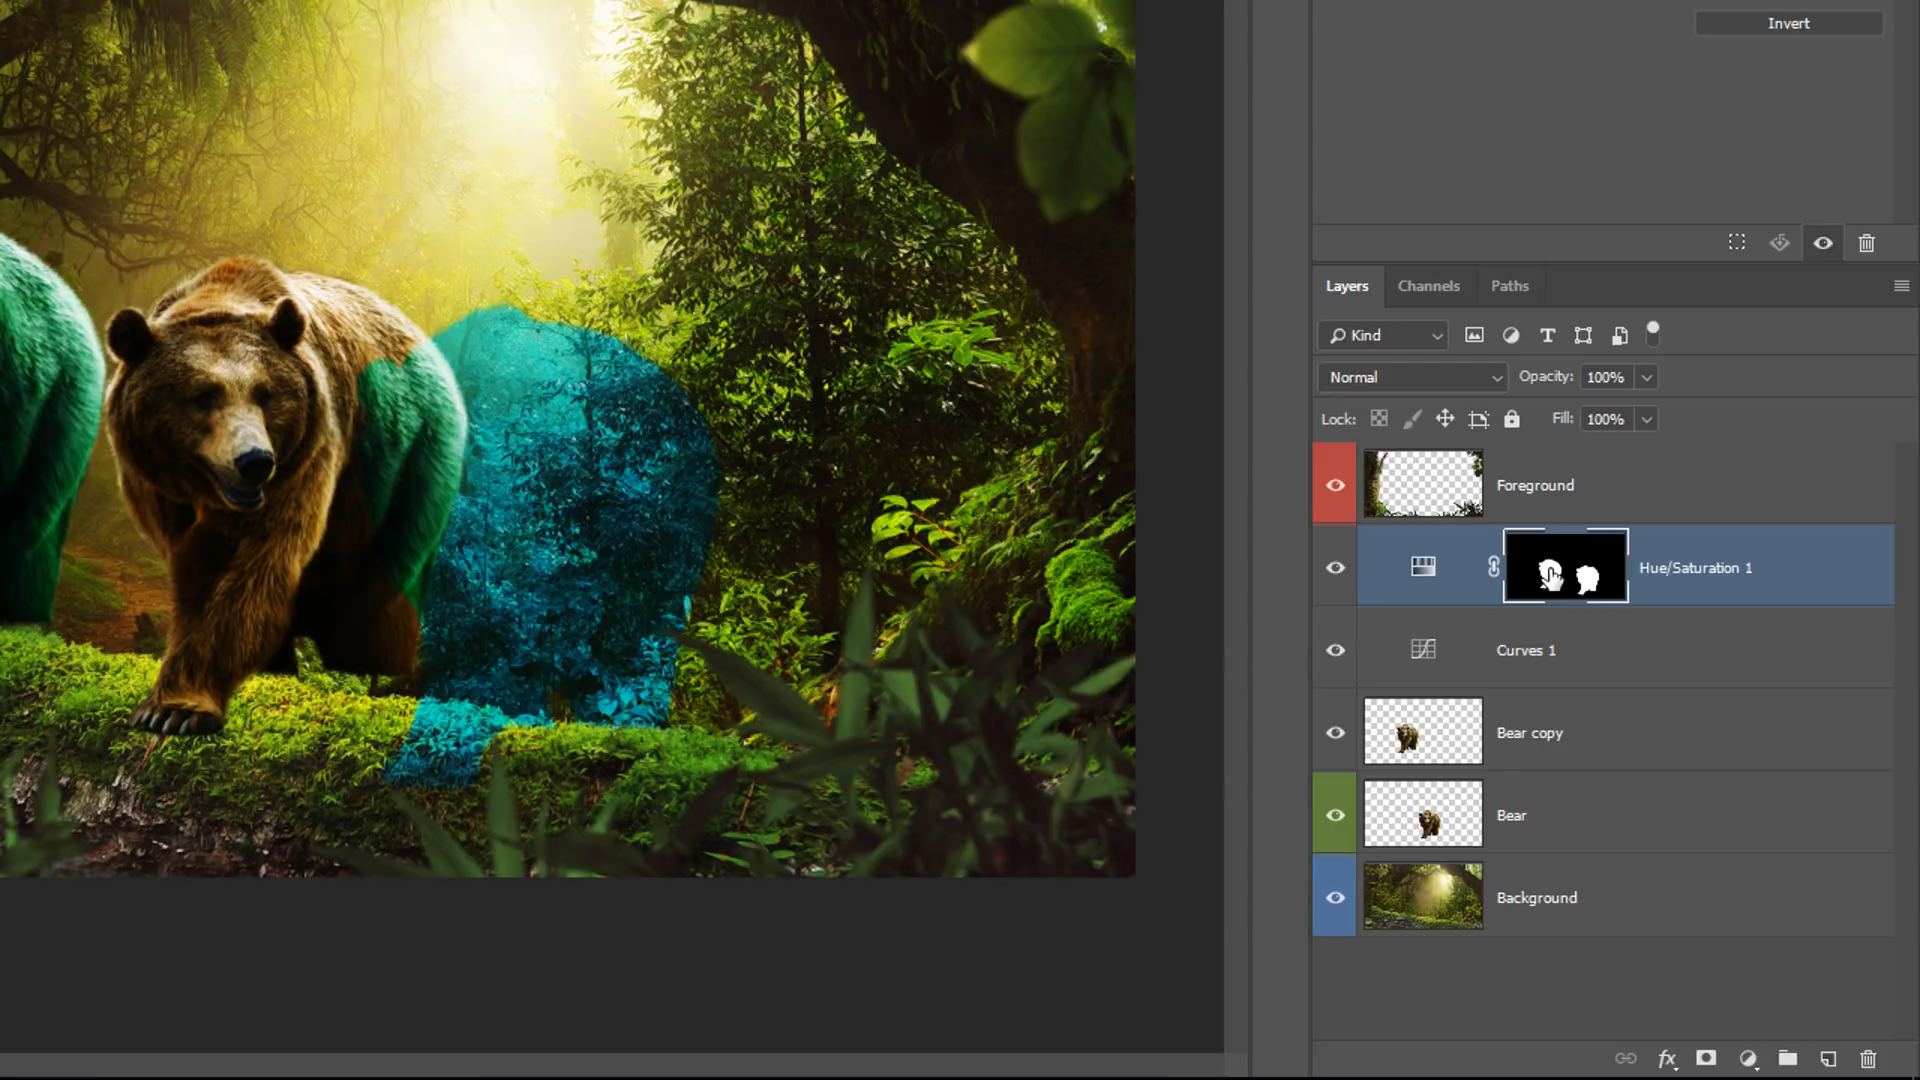 Invert
Layers Channels Paths
Kind
Normal Opacity: 100%
Lock: Fill: 100%
Foreground
Hue/Saturation 1
Curves 1
Bear copy
Bear
Background
fx